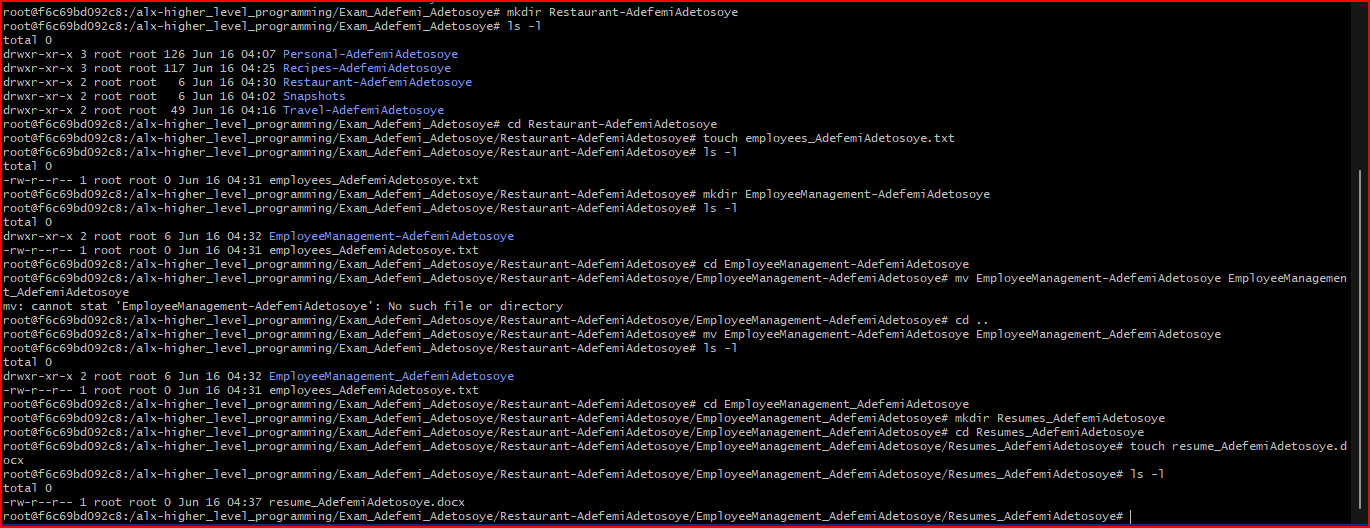 root@f6c69bd092c8:/alx-higher_level_programming/Exam_Adefemi_Adetosoye# mkdir Restaurant-AdefemiAdetosoye
root@f6c69bd092c8:/alx-higher_level_programming/Exam_Adefemi_Adetosoye# ls -l
total 0
drwxr-xr-x 3 root root 126 Jun 16 04:07 Personal-AdefemiAdetosoye
drwxr-xr-x 3 root root 117 Jun 16 04:25 Recipes-AdefemiAdetosoye
drwxr-xr-x 2 root root   6 Jun 16 04:30 Restaurant-AdefemiAdetosoye
drwxr-xr-x 2 root root   6 Jun 16 04:02 Snapshots
drwxr-xr-x 2 root root  49 Jun 16 04:16 Travel-AdefemiAdetosoye
root@f6c69bd092c8:/alx-higher_level_programming/Exam_Adefemi_Adetosoye# cd Restaurant-AdefemiAdetosoye
root@f6c69bd092c8:/alx-higher_level_programming/Exam_Adefemi_Adetosoye/Restaurant-AdefemiAdetosoye# touch employees_AdefemiAdetosoye.txt
root@f6c69bd092c8:/alx-higher_level_programming/Exam_Adefemi_Adetosoye/Restaurant-AdefemiAdetosoye# ls -l
total 0
-rw-r--r-- 1 root root 0 Jun 16 04:31 employees_AdefemiAdetosoye.txt
root@f6c69bd092c8:/alx-higher_level_programming/Exam_Adefemi_Adetosoye/Restaurant-AdefemiAdetosoye# mkdir EmployeeManagement-AdefemiAdetosoye
root@f6c69bd092c8:/alx-higher_level_programming/Exam_Adefemi_Adetosoye/Restaurant-AdefemiAdetosoye# ls -l
total 0
drwxr-xr-x 2 root root 6 Jun 16 04:32 EmployeeManagement-AdefemiAdetosoye
-rw-r--r-- 1 root root 0 Jun 16 04:31 employees_AdefemiAdetosoye.txt
root@f6c69bd092c8:/alx-higher_level_programming/Exam_Adefemi_Adetosoye/Restaurant-AdefemiAdetosoye# cd EmployeeManagement-AdefemiAdetosoye
root@f6c69bd092c8:/alx-higher_level_programming/Exam_Adefemi_Adetosoye/Restaurant-AdefemiAdetosoye/EmployeeManagement-AdefemiAdetosoye# mv EmployeeManagement-AdefemiAdetosoye EmployeeManagemen
t_AdefemiAdetosoye
mv: cannot stat 'EmployeeManagement-AdefemiAdetosoye': No such file or directory
root@f6c69bd092c8:/alx-higher_level_programming/Exam_Adefemi_Adetosoye/Restaurant-AdefemiAdetosoye/EmployeeManagement-AdefemiAdetosoye# cd ..
root@f6c69bd092c8:/alx-higher_level_programming/Exam_Adefemi_Adetosoye/Restaurant-AdefemiAdetosoye# mv EmployeeManagement-AdefemiAdetosoye EmployeeManagement_AdefemiAdetosoye
root@f6c69bd092c8:/alx-higher_level_programming/Exam_Adefemi_Adetosoye/Restaurant-AdefemiAdetosoye# ls -l
total 0
drwxr-xr-x 2 root root 6 Jun 16 04:32 EmployeeManagement_AdefemiAdetosoye
-rw-r--r-- 1 root root 0 Jun 16 04:31 employees_AdefemiAdetosoye.txt
root@f6c69bd092c8:/alx-higher_level_programming/Exam_Adefemi_Adetosoye/Restaurant-AdefemiAdetosoye# cd EmployeeManagement_AdefemiAdetosoye
root@f6c69bd092c8:/alx-higher_level_programming/Exam_Adefemi_Adetosoye/Restaurant-AdefemiAdetosoye/EmployeeManagement_AdefemiAdetosoye# mkdir Resumes_AdefemiAdetosoye
root@f6c69bd092c8:/alx-higher_level_programming/Exam_Adefemi_Adetosoye/Restaurant-AdefemiAdetosoye/EmployeeManagement_AdefemiAdetosoye# cd Resumes_AdefemiAdetosoye
root@f6c69bd092c8:/alx-higher_level_programming/Exam_Adefemi_Adetosoye/Restaurant-AdefemiAdetosoye/EmployeeManagement_AdefemiAdetosoye/Resumes_AdefemiAdetosoye# touch resume_AdefemiAdetosoye.d
ocx
root@f6c69bd092c8:/alx-higher_level_programming/Exam_Adefemi_Adetosoye/Restaurant-AdefemiAdetosoye/EmployeeManagement_AdefemiAdetosoye/Resumes_AdefemiAdetosoye# ls -l
total 0
-rw-r--r-- 1 root root 0 Jun 16 04:37 resume_AdefemiAdetosoye.docx
root@f6c69bd092c8:/alx-higher_level_programming/Exam_Adefemi_Adetosoye/Restaurant-AdefemiAdetosoye/EmployeeManagement_AdefemiAdetosoye/Resumes_AdefemiAdetosoye#